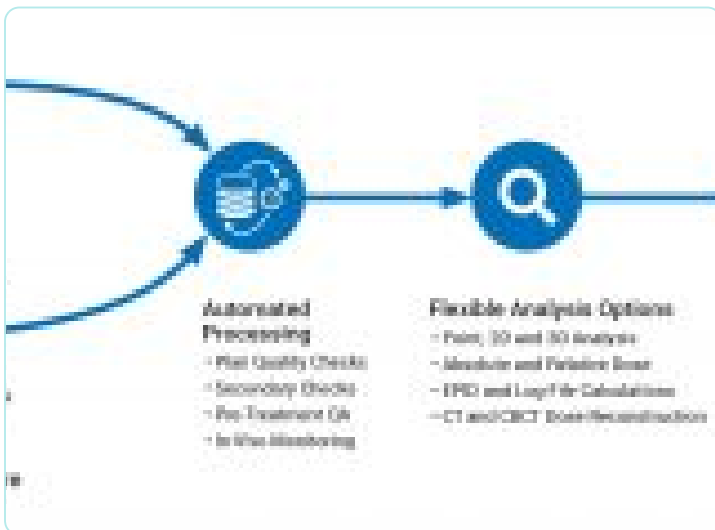 Automated
Processing
- Plan Quality Checks
- Secondary Checks
- Pre-Treatment QA
- In-Vivo Monitoring
Flexible Analysis Options
- Point, 2D and 3D Analysis
- Absolute and Relative Dose
- EPID and Log File Calculations
- CT and CBCT Dose Reconstruction